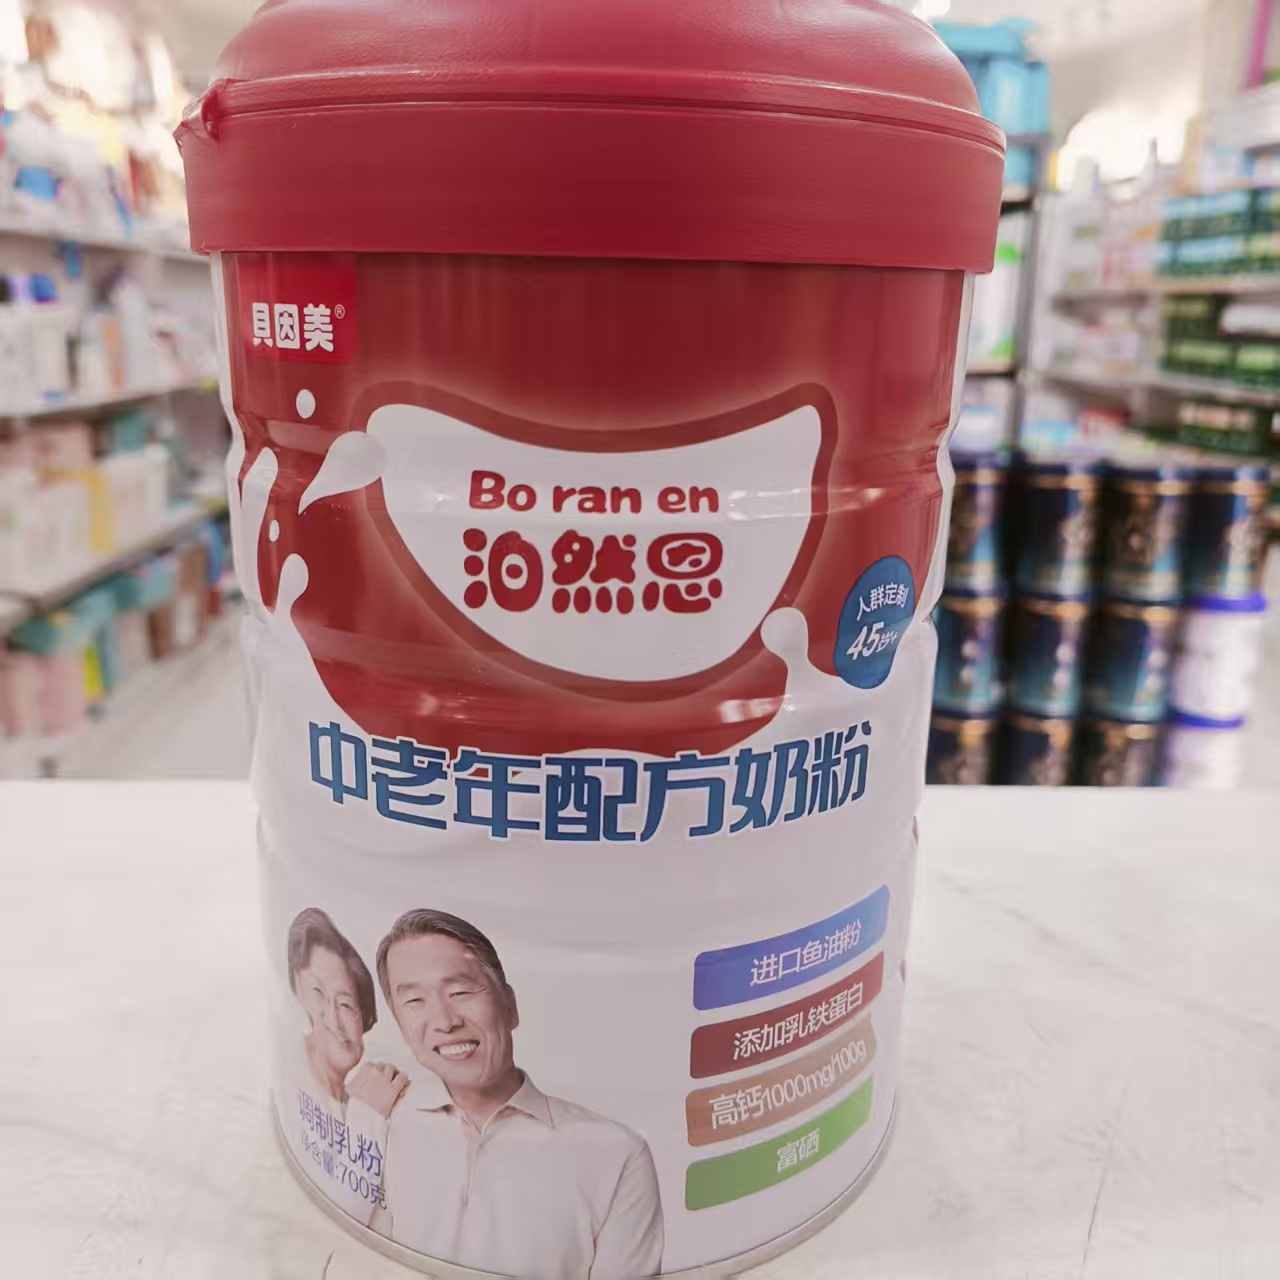 贝因美®
Bo ran en
泊然恩
人群定制
45岁+
中老年配方奶粉
进口鱼油粉
添加乳铁蛋白
高钙1000mg/100g
富硒
调制乳粉
净含量:700克